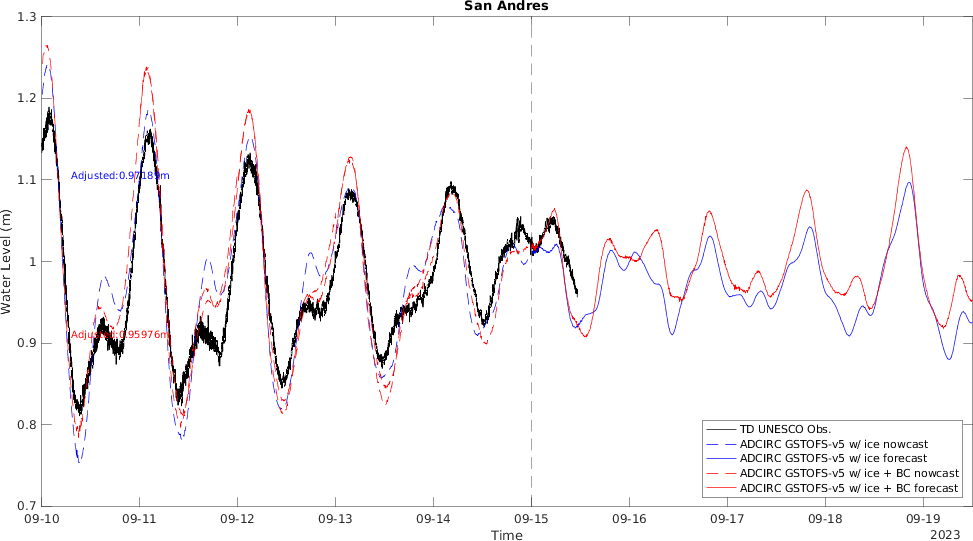 San Andres
1.3
1.2
1.1
1
0.9
0.8
0.7
Water Level (m)
Adjusted:0.97189m
Adjusted:0.95976m
TD UNESCO Obs.
ADCIRC GSTOFS-v5 w/ ice nowcast
ADCIRC GSTOFS-v5 w/ ice forecast
ADCIRC GSTOFS-v5 w/ ice + BC nowcast
ADCIRC GSTOFS-v5 w/ ice + BC forecast
09-10 09-11 09-12 09-13 09-14 09-15 09-16 09-17 09-18 09-19
Time
2023